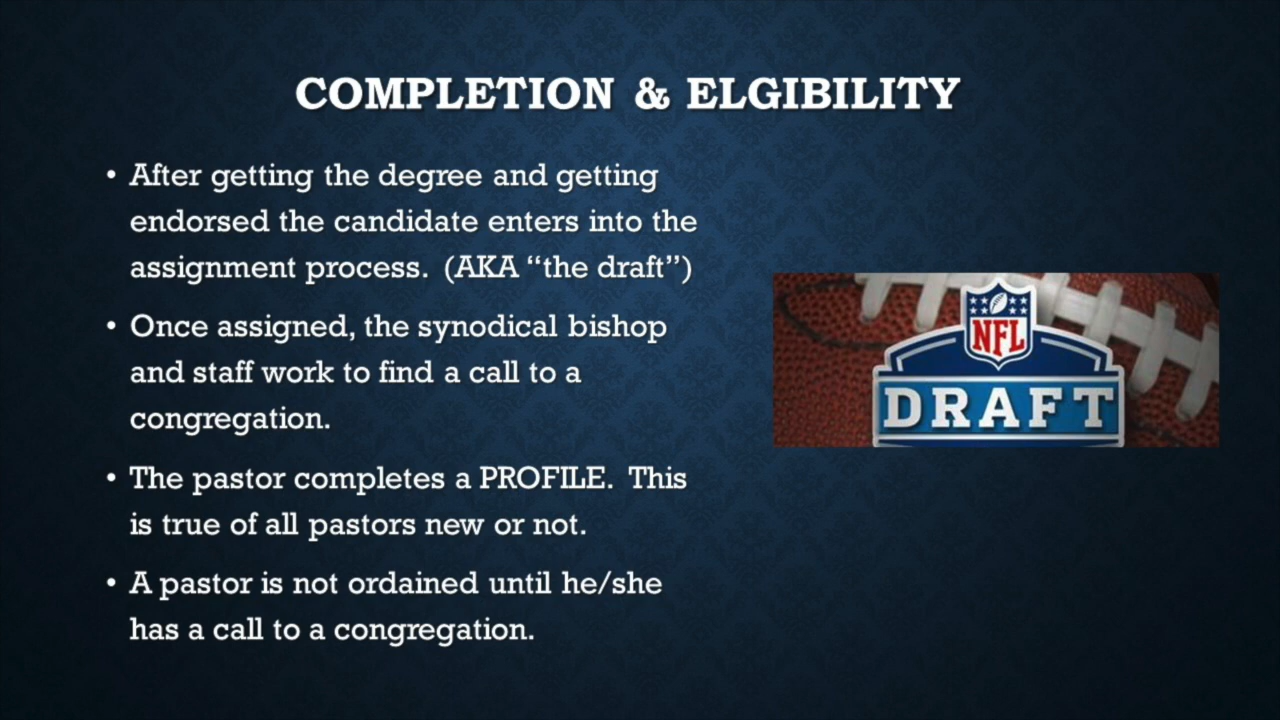 COMPLETION & ELGIBILITY
• After getting the degree and getting
endorsed the candidate enters into the
assignment process.  (AKA “the draft”)
• Once assigned, the synodical bishop
and staff work to find a call to a
congregation.
• The pastor completes a PROFILE.  This
is true of all pastors new or not.
• A pastor is not ordained until he/she
has a call to a congregation.
NFL
DRAFT